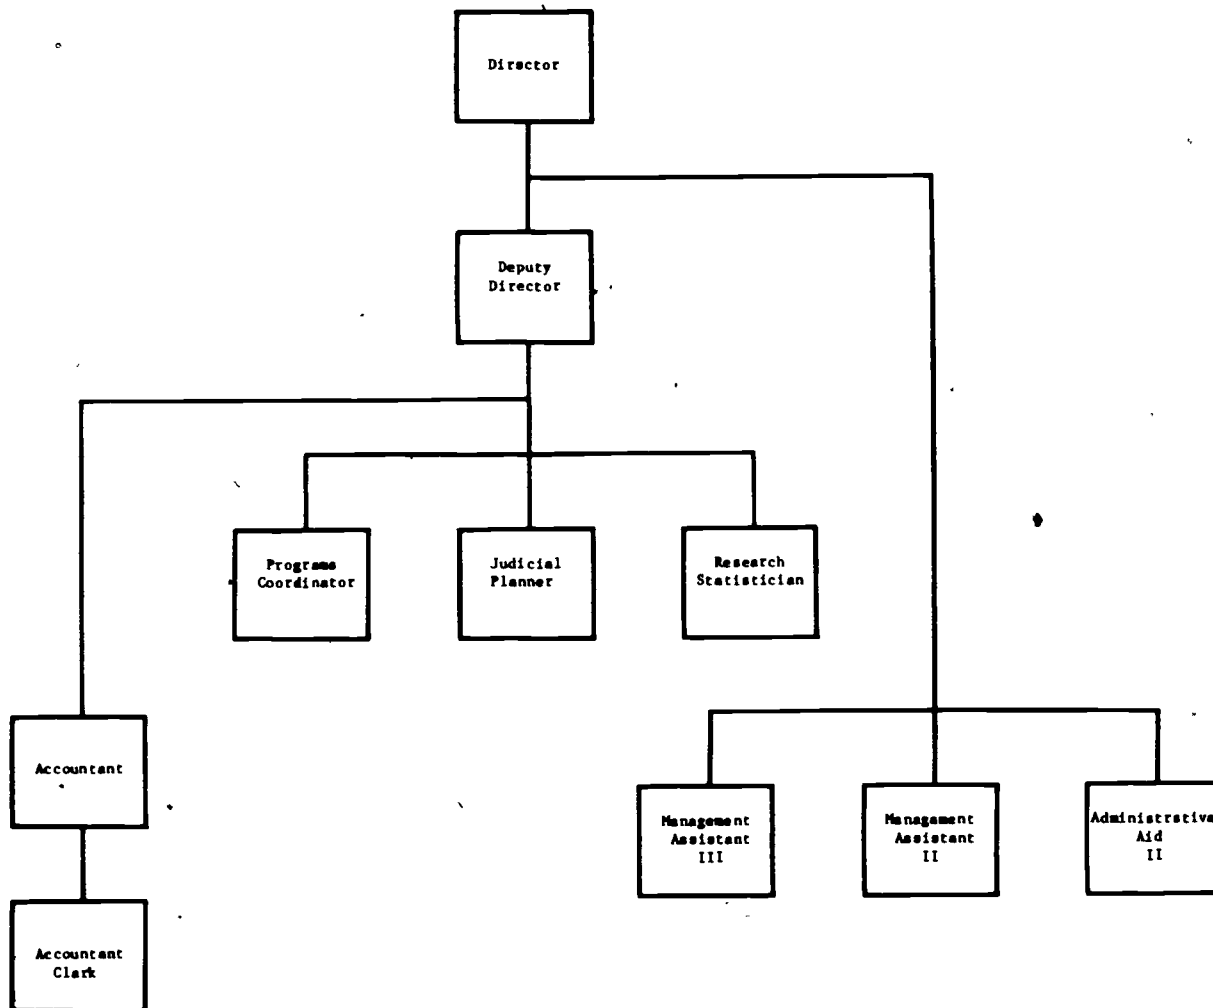 Director
Deputy
Director
Programs
Coordinator
Judicial
Planner
Research
Statistician
Accountant
Management
Assistant
III
Management
Assistant
II
Administrative
Aid
II
Accountant
Clerk